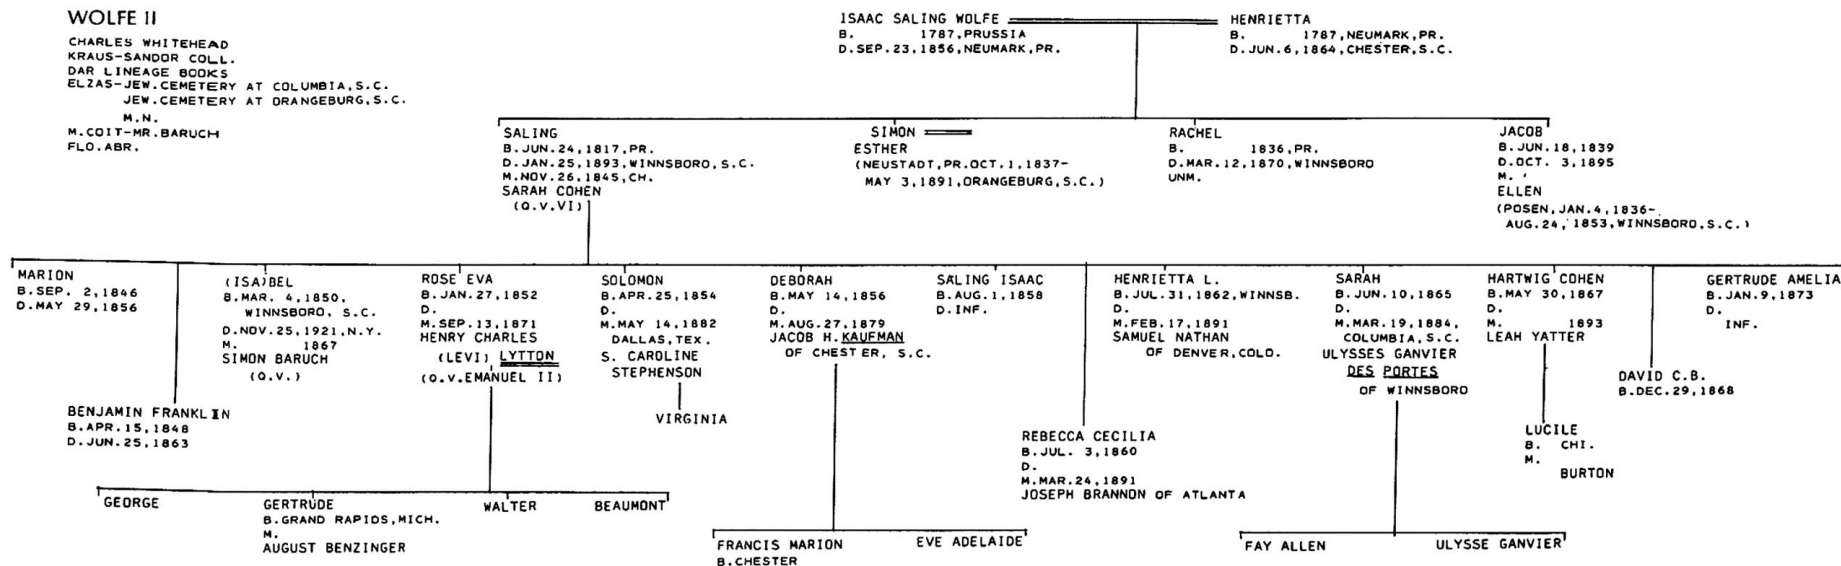 WOLFE II
CHARLES WHITEHEAD
KRAUS-SANDOR COLL.
DAR LINEAGE BOOKS
ELZAS-JEW.CEMETERY AT COLUMBIA,S.C.
JEW.CEMETERY AT ORANGEBURG,S.C.
M.N.
M.COIT-MR.BARUCH
FLO.ABR.
ISAAC SALING WOLFE
B. 1787,PRUSSIA
D.SEP.23,1856,NEUMARK,PR.
HENRIETTA
B. 1787,NEUMARK,PR.
D.JUN.6,1864,CHESTER,S.C.
SALING
B.JUN.24,1817,PR.
D.JAN.25,1893,WINNSBORO,S.C.
M.NOV.26,1845,CH.
SARAH COHEN
(Q.V.VI)
SIMON
ESTHER
(NEUSTADT,PR.OCT.1,1837-
MAY 3,1891,ORANGEBURG,S.C.)
RACHEL
B. 1836,PR.
D.MAR.12,1870,WINNSBORO
UNM.
JACOB
B.JUN.18,1839
D.OCT. 3,1895
M.
ELLEN
(POSEN,JAN.4,1836-
AUG.24,1853,WINNSBORO,S.C.)
MARION
B.SEP. 2,1846
D.MAY 29,1856
BENJAMIN FRANKLIN
B.APR.15,1848
D.JUN.25,1863
(ISA)BEL
B.MAR. 4,1850,
WINNSBORO, S.C.
D.NOV.25,1921,N.Y.
M. 1867
SIMON BARUCH
(Q.V.)
ROSE EVA
B.JAN.27,1852
D.
M.SEP.13,1871
HENRY CHARLES
(LEVI) LYTTON
(Q.V.EMANUEL II)
SOLOMON
B.APR.25,1854
D.
M.MAY 14,1882
DALLAS,TEX.
S. CAROLINE
STEPHENSON
VIRGINIA
DEBORAH
B.MAY 14,1856
D.
M.AUG.27,1879
JACOB H.KAUFMAN
OF CHESTER, S.C.
SALING ISAAC
B.AUG.1,1858
D.INF.
REBECCA CECILIA
B.JUL. 3,1860
D.
M.MAR.24,1891
JOSEPH BRANNON OF ATLANTA
HENRIETTA L.
B.JUL.31,1862,WINNSB.
D.
M.FEB.17,1891
SAMUEL NATHAN
OF DENVER,COLO.
SARAH
B.JUN.10,1865
D.
M.MAR.19,1884,
COLUMBIA,S.C.
ULYSSES GANVIER
DES PORTES
OF WINNSBORO
HARTWIG COHEN
B.MAY 30,1867
D.
M. 1893
LEAH YATTER
LUCILE
B. CHI.
M.
BURTON
DAVID C.B.
B.DEC.29,1868
GERTRUDE AMELIA
B.JAN.9,1873
D.
INF.
GEORGE
GERTRUDE
B.GRAND RAPIDS,MICH.
M.
AUGUST BENZINGER
WALTER
BEAUMONT
FRANCIS MARION
B.CHESTER
EVE ADELAIDE
FAY ALLEN
ULYSSE GANVIER